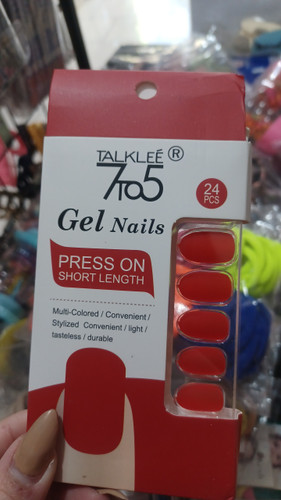 TALKLEÉ®
7TO5
24
PCS
Gel Nails
PRESS ON
SHORT LENGTH
Multi-Colored / Convenient /
Stylized Convenient / light /
tasteless / durable